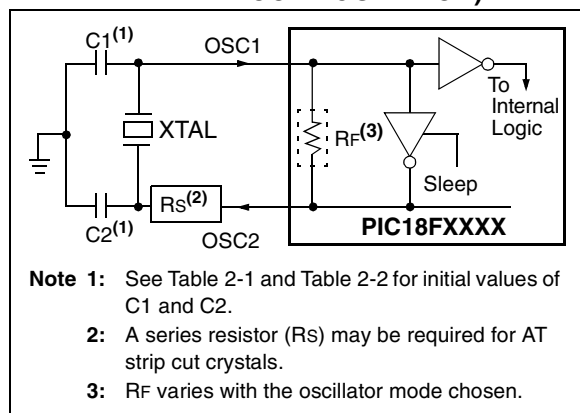 C1(1)
OSC1
To
Internal
Logic
XTAL
RF(3)
Sleep
C2(1)
RS(2)
OSC2
PIC18FXXXX
Note 1: See Table 2-1 and Table 2-2 for initial values of
C1 and C2.
2: A series resistor (RS) may be required for AT
strip cut crystals.
3: RF varies with the oscillator mode chosen.